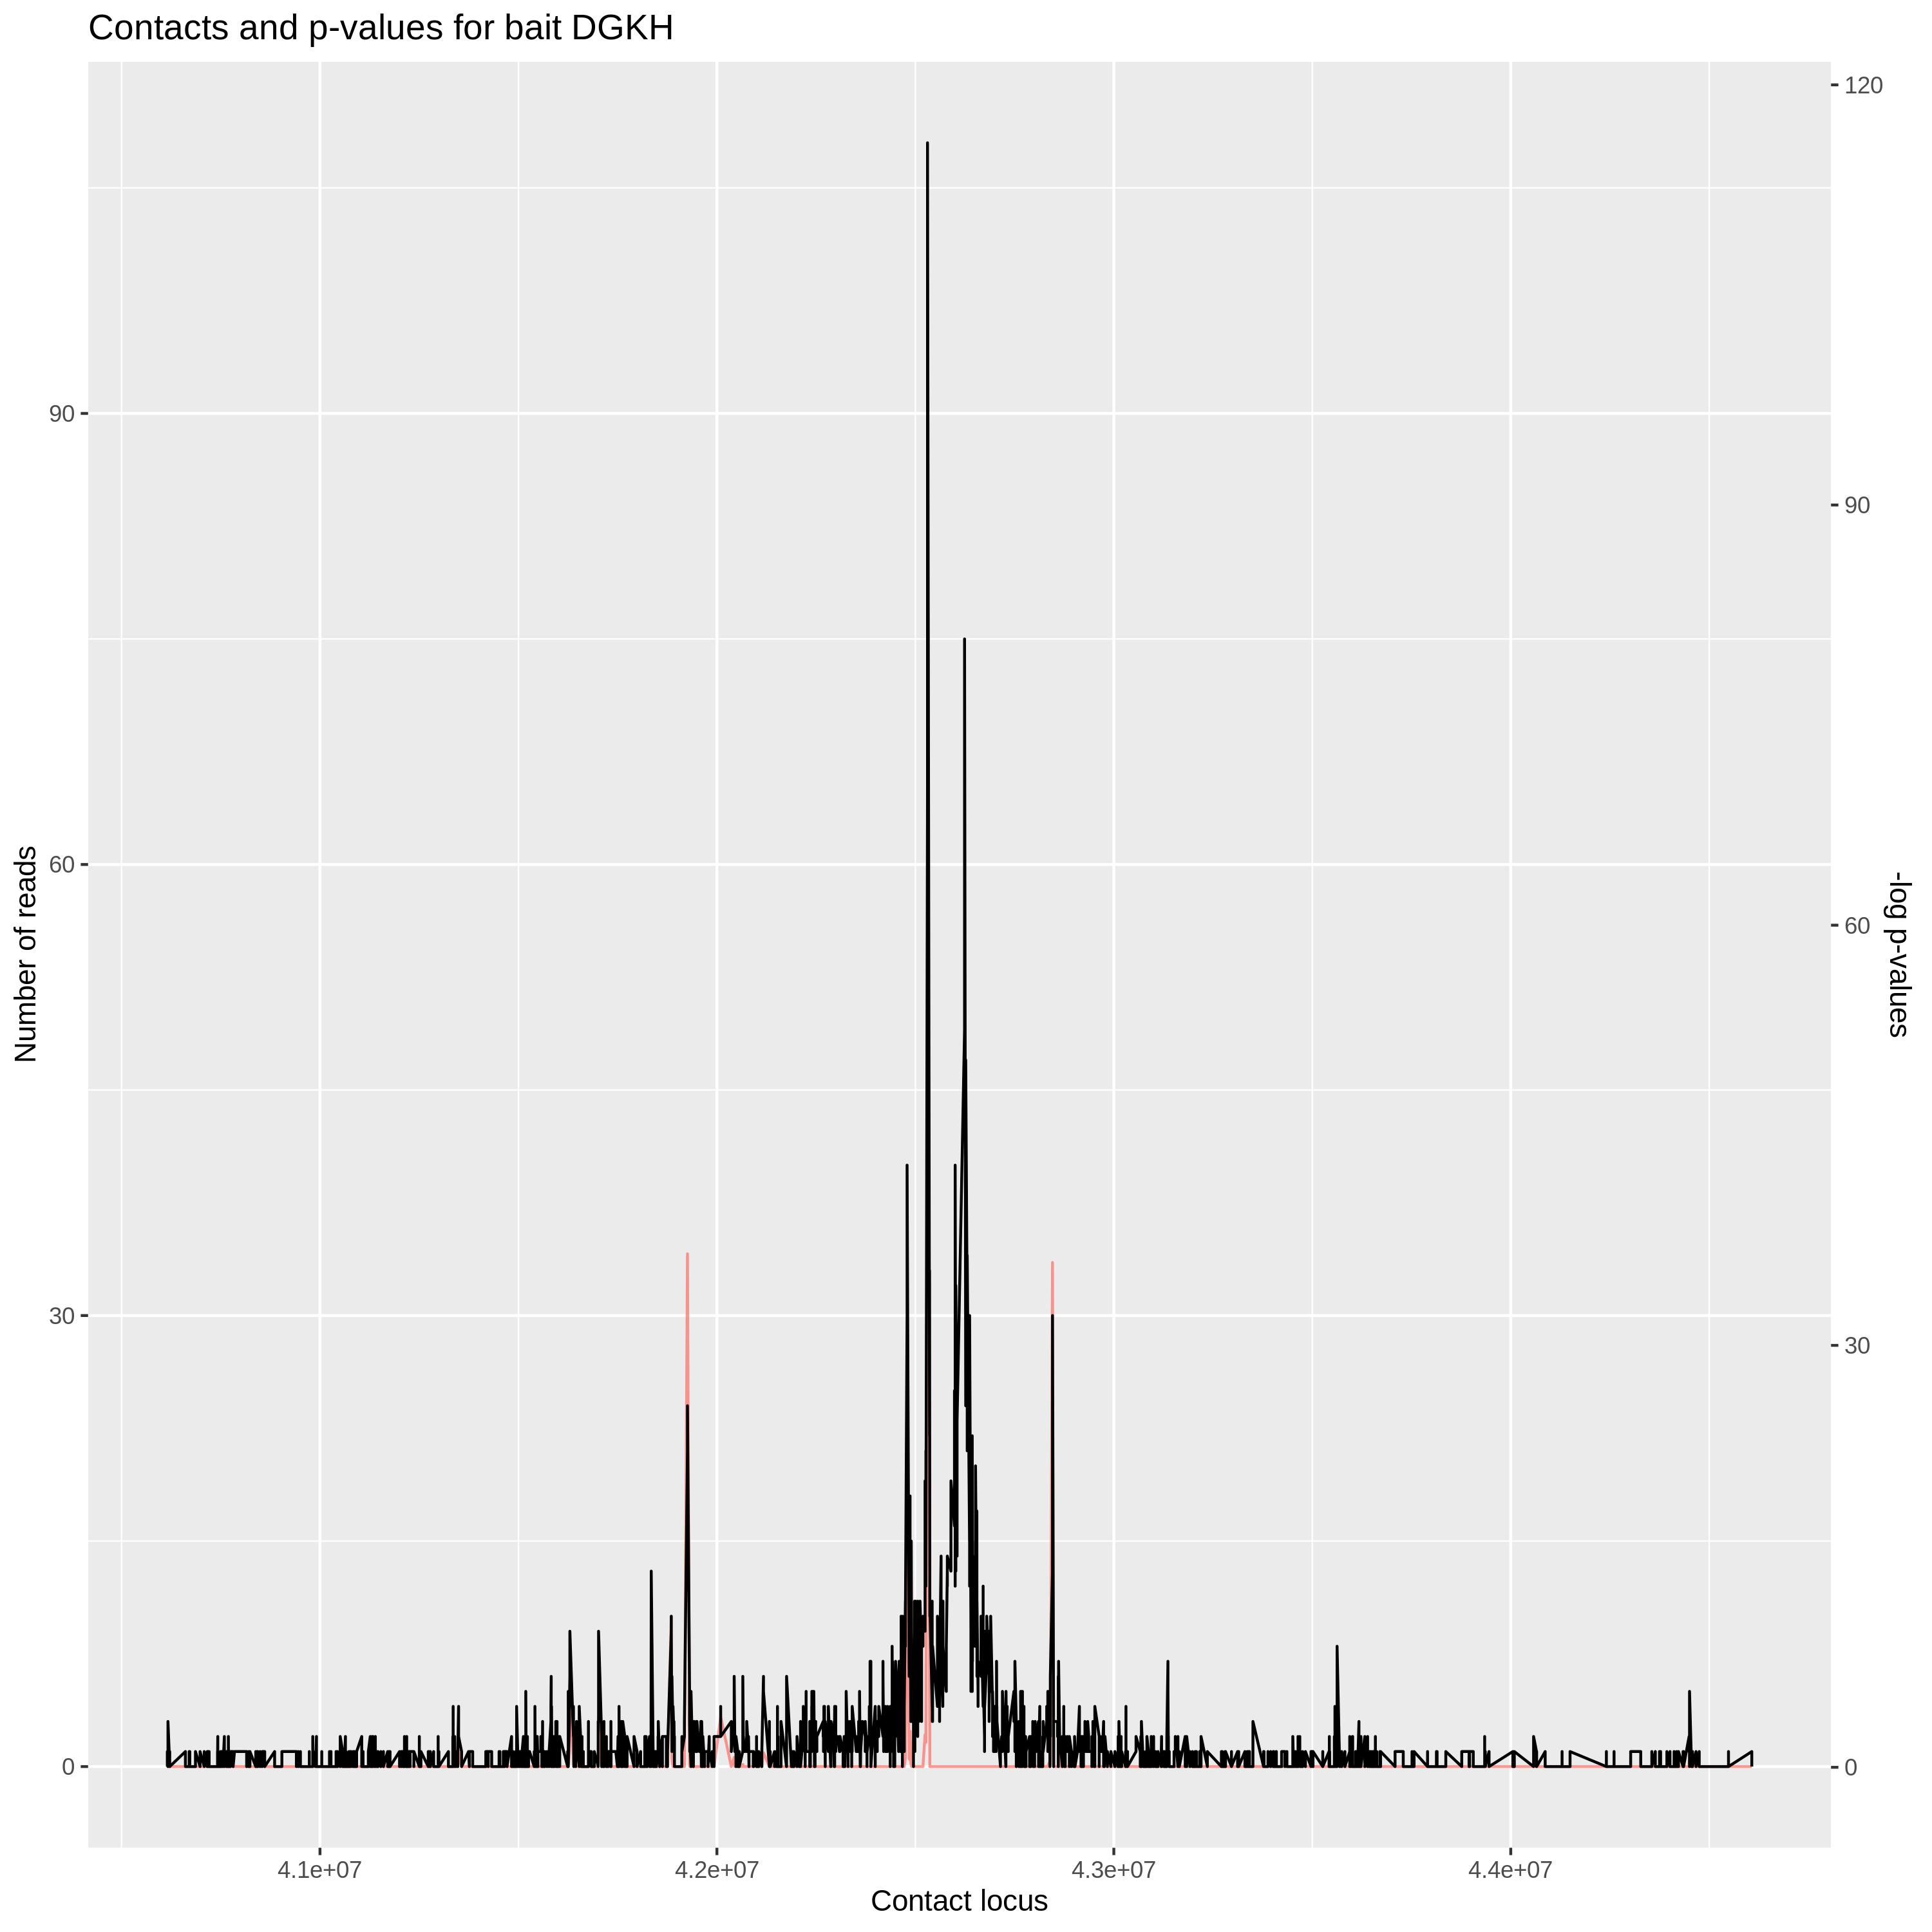 Contacts and p-values for bait DGKH
Number of reads
90
60
30
0
120
90
60
30
0
-log p-values
4.1e+07 4.2e+07 4.3e+07 4.4e+07
Contact locus